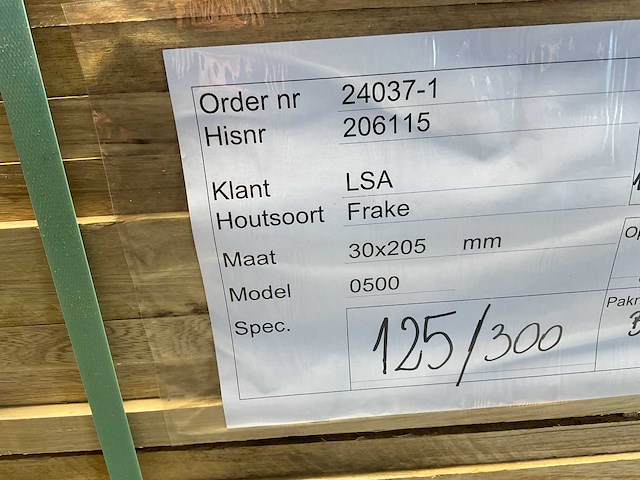 Order nr 24037-1
Hisnr 206115
Klant LSA
Houtsoort Frake
Maat 30x205 mm
Model 0500
Spec. 125/300